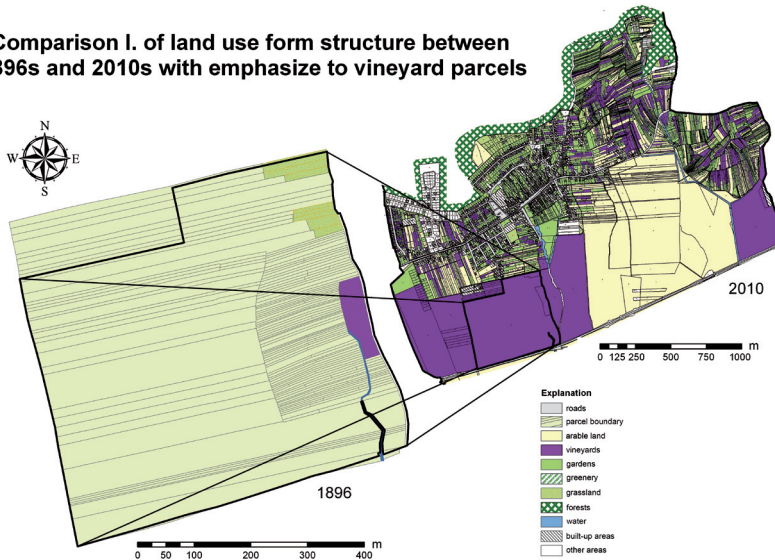 Comparison I. of land use form structure between
896s and 2010s with emphasize to vineyard parcels
N
W E
S
2010
0 125 250 500 750 1000
m
Explanation
roads
parcel boundary
arable land
vineyards
gardens
greenery
grassland
forests
water
built-up areas
other areas
1896
0 50 100 200 300 400
m